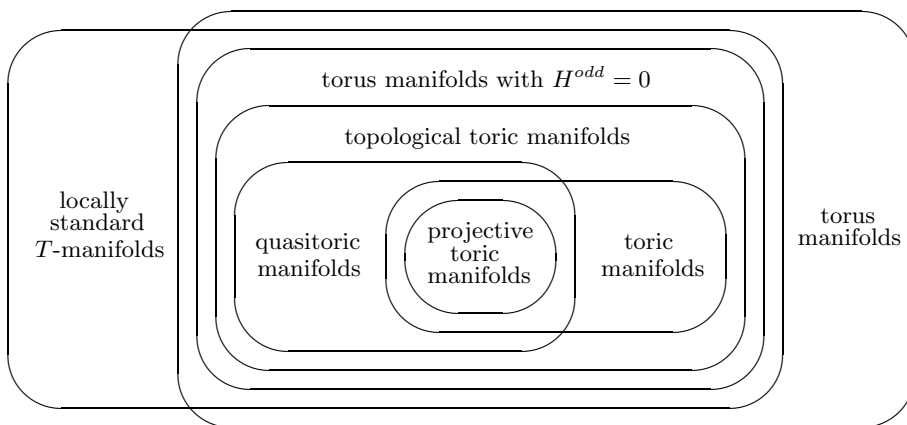 torus manifolds with $H^{odd} = 0$
topological toric manifolds
locally
standard
$T$-manifolds
quasitoric
manifolds
projective
toric
manifolds
toric
manifolds
torus
manifolds